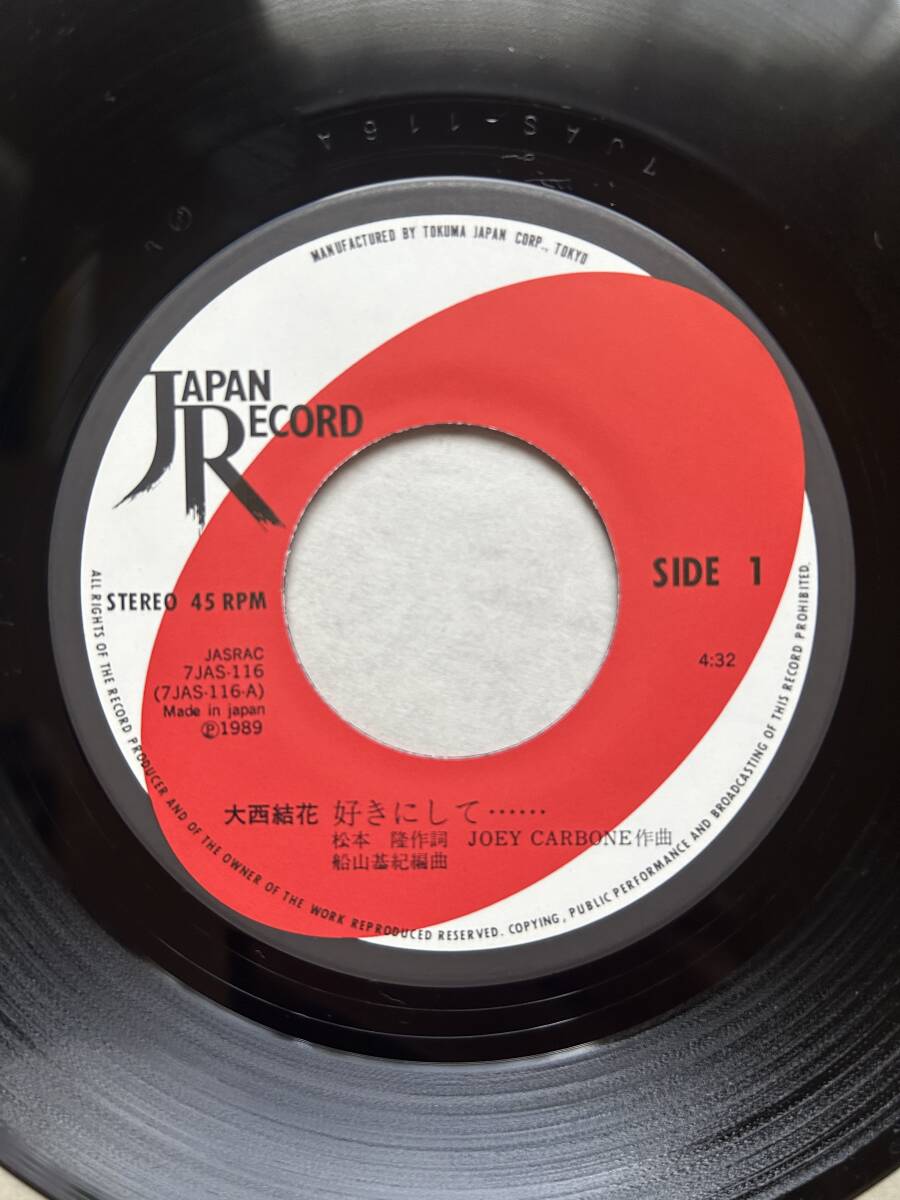 7JAS-116A
MANUFACTURED BY TOKUMA JAPAN CORP., TOKYO
JAPAN
RECORD
SIDE 1
STEREO 45 RPM
4:32
JASRAC
7JAS-116
(7JAS-116-A)
Made in japan
Ⓟ1989
大西結花 好きにして……
松本 隆作詞 JOEY CARBONE作曲
船山基紀編曲
ALL RIGHTS OF THE RECORD PRODUCER AND OF THE OWNER OF THE WORK REPRODUCED RESERVED. COPYING, PUBLIC PERFORMANCE AND BROADCASTING OF THIS RECORD PROHIBITED.